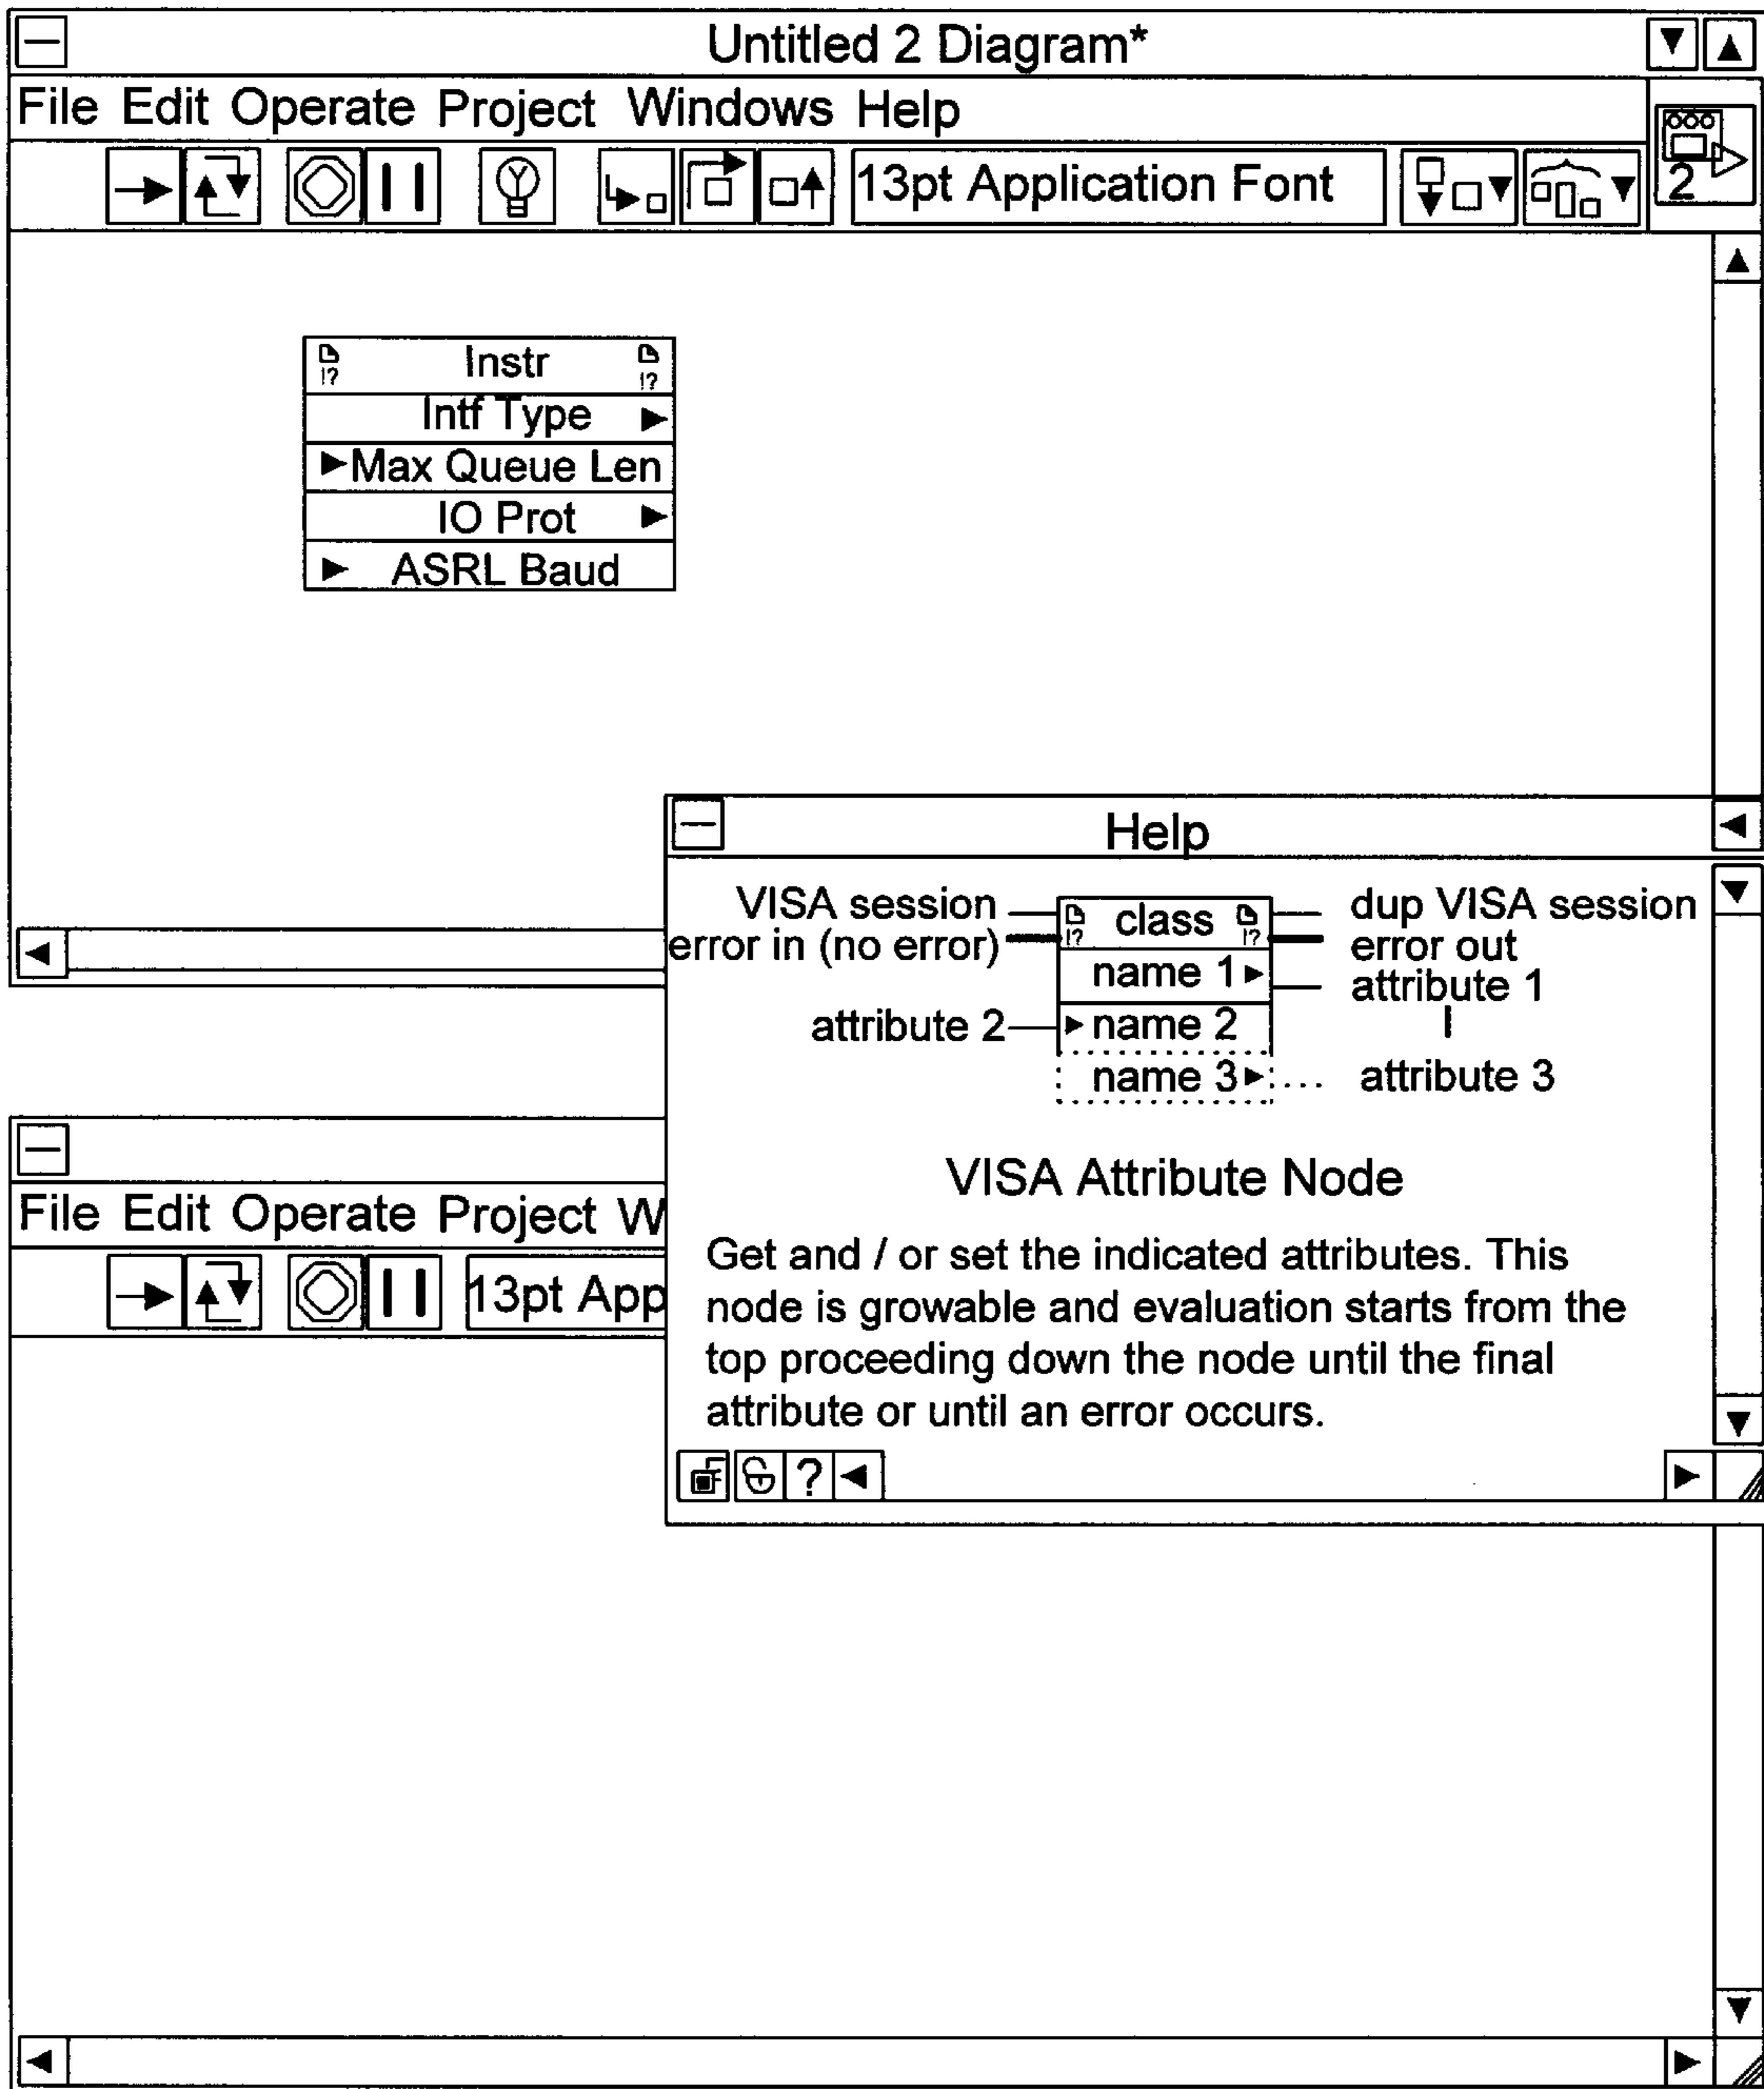 Untitled 2 Diagram*
File Edit Operate Project Windows Help
13pt Application Font
2
!? Instr !?
Intf Type
Max Queue Len
IO Prot
ASRL Baud
Help
VISA session
error in (no error)
!? class !?
dup VISA session
error out
name 1
attribute 1
attribute 2
name 2
name 3
attribute 3
VISA Attribute Node
Get and / or set the indicated attributes. This
node is growable and evaluation starts from the
top proceeding down the node until the final
attribute or until an error occurs.
?
File Edit Operate Project W
13pt App